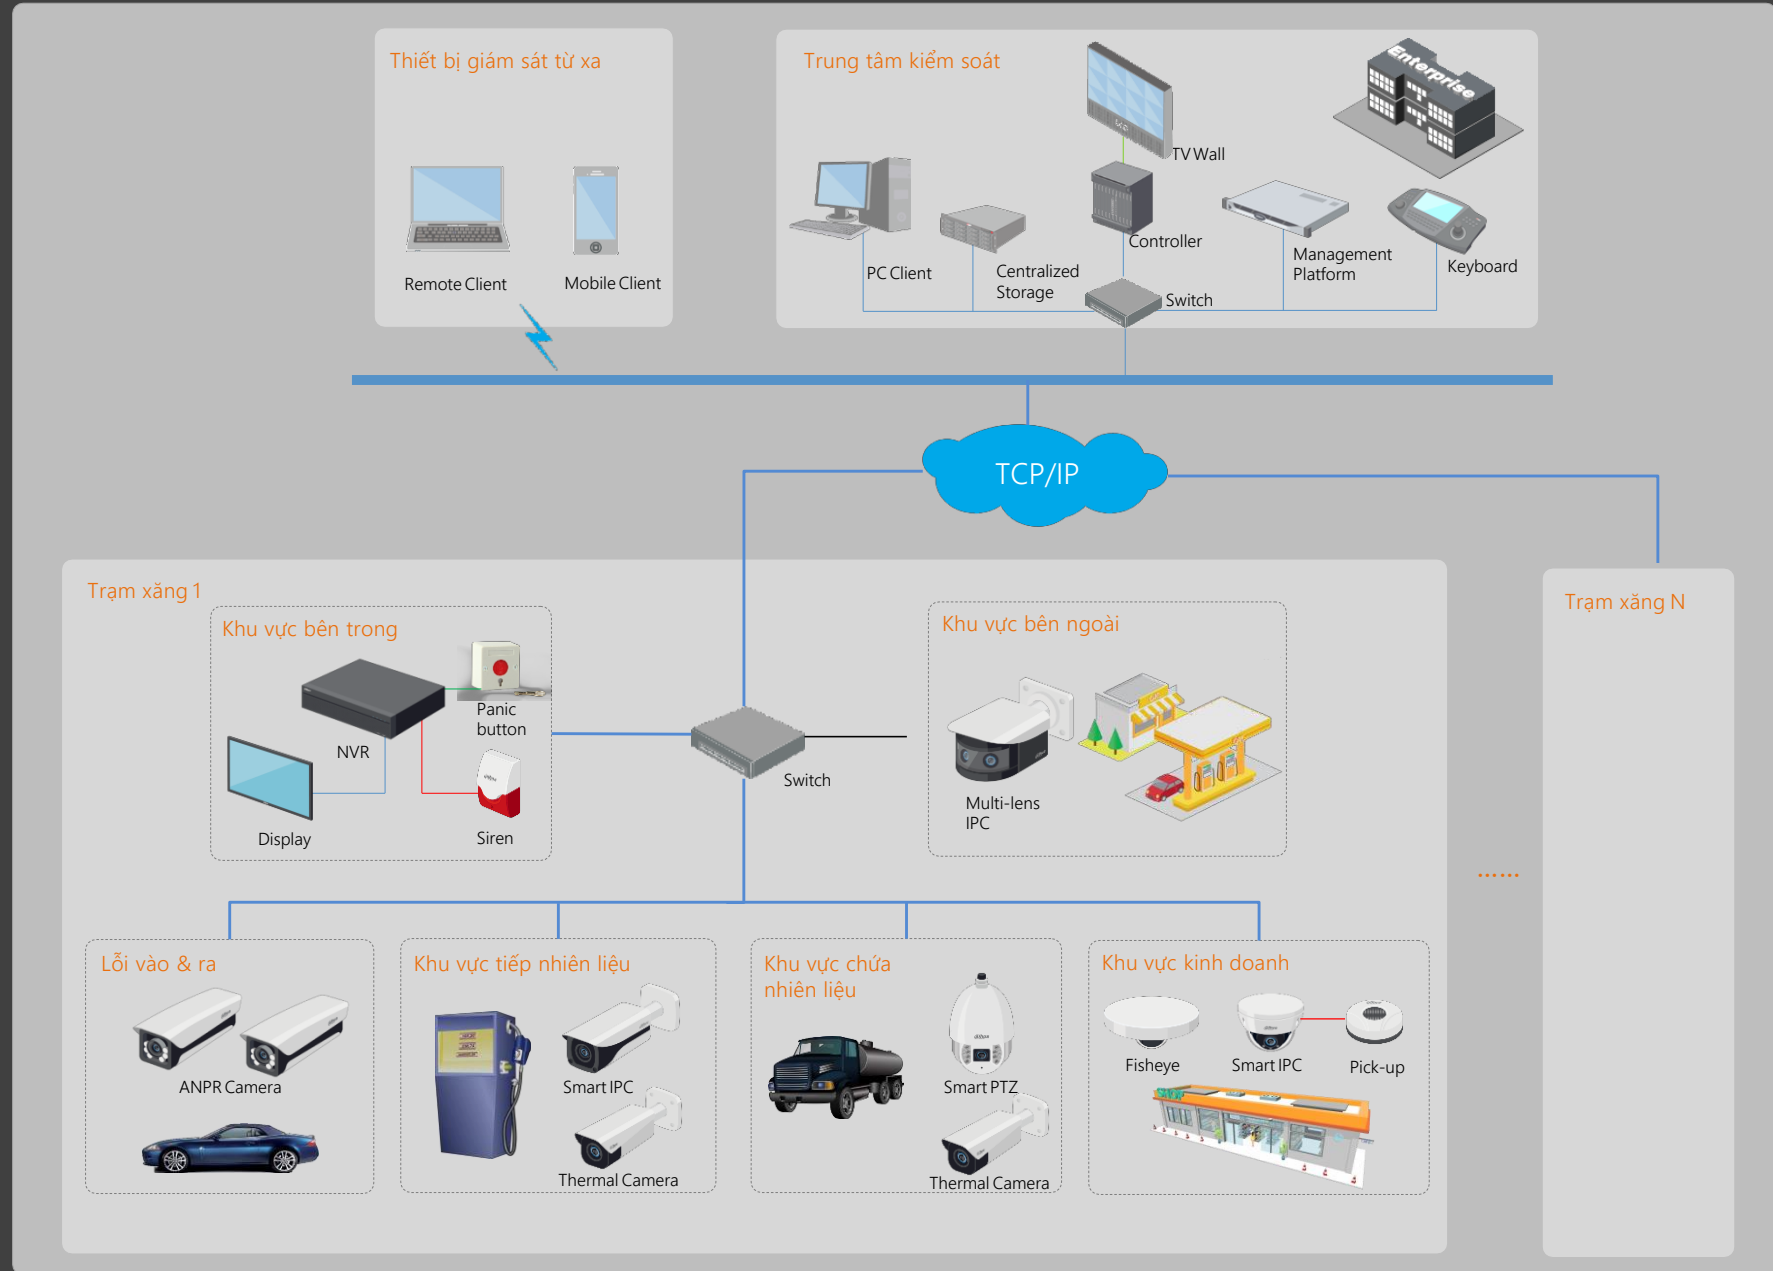 Thiết bị giám sát từ xa
Remote Client
Mobile Client
Trung tâm kiểm soát
Enterprise
TV Wall
PC Client
Centralized
Storage
Controller
Switch
Management
Platform
Keyboard
TCP/IP
Trạm xăng 1
Khu vực bên trong
Panic
button
NVR
Display
Siren
Switch
Khu vực bên ngoài
Multi-lens
IPC
Trạm xăng N
......
Lỗi vào & ra
ANPR Camera
Khu vực tiếp nhiên liệu
Smart IPC
Thermal Camera
Khu vực chứa
nhiên liệu
Smart PTZ
Thermal Camera
Khu vực kinh doanh
Fisheye
Smart IPC
Pick-up